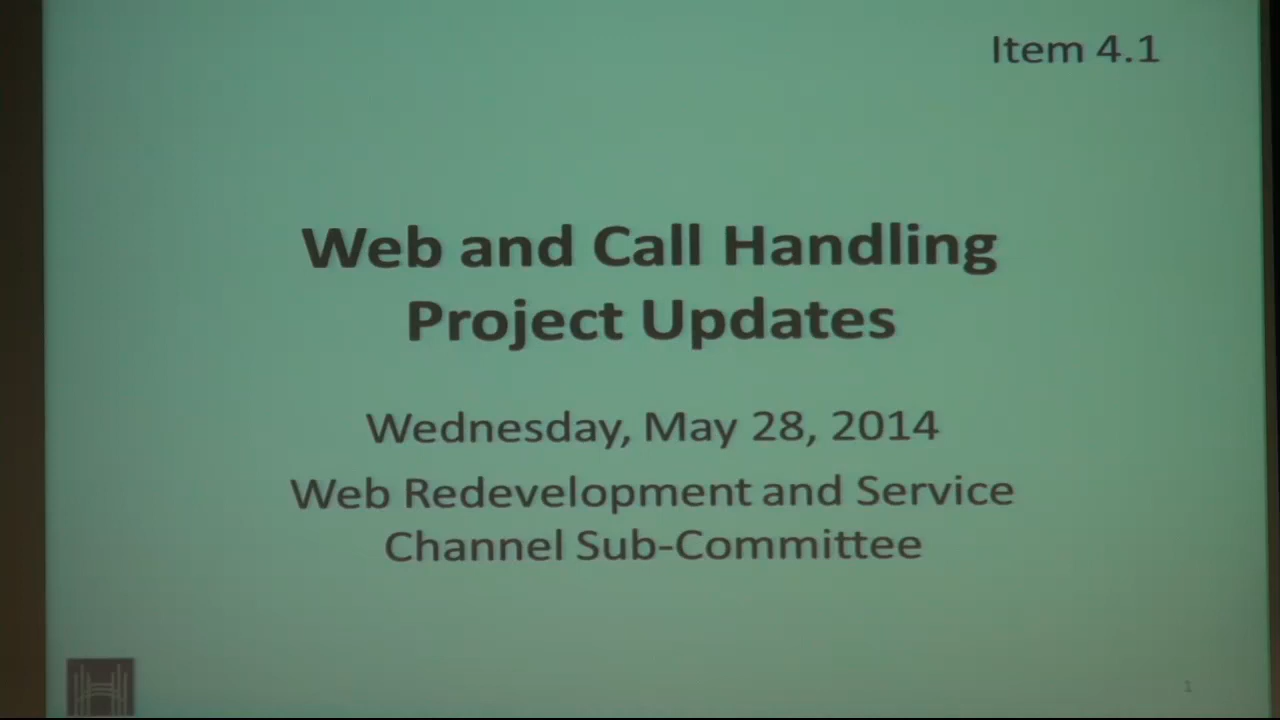 Item 4.1
Web and Call Handling
Project Updates
Wednesday, May 28, 2014
Web Redevelopment and Service
Channel Sub-Committee
1